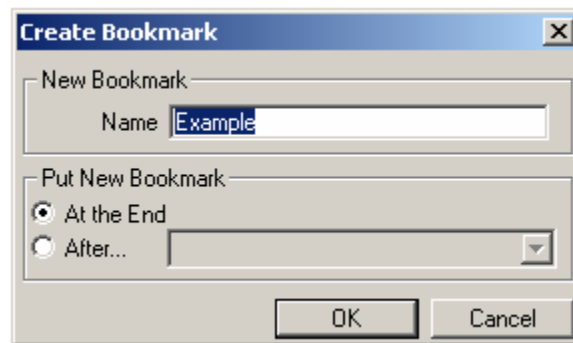 Create Bookmark
New Bookmark
Name Example
Put New Bookmark
At the End
After...
OK Cancel